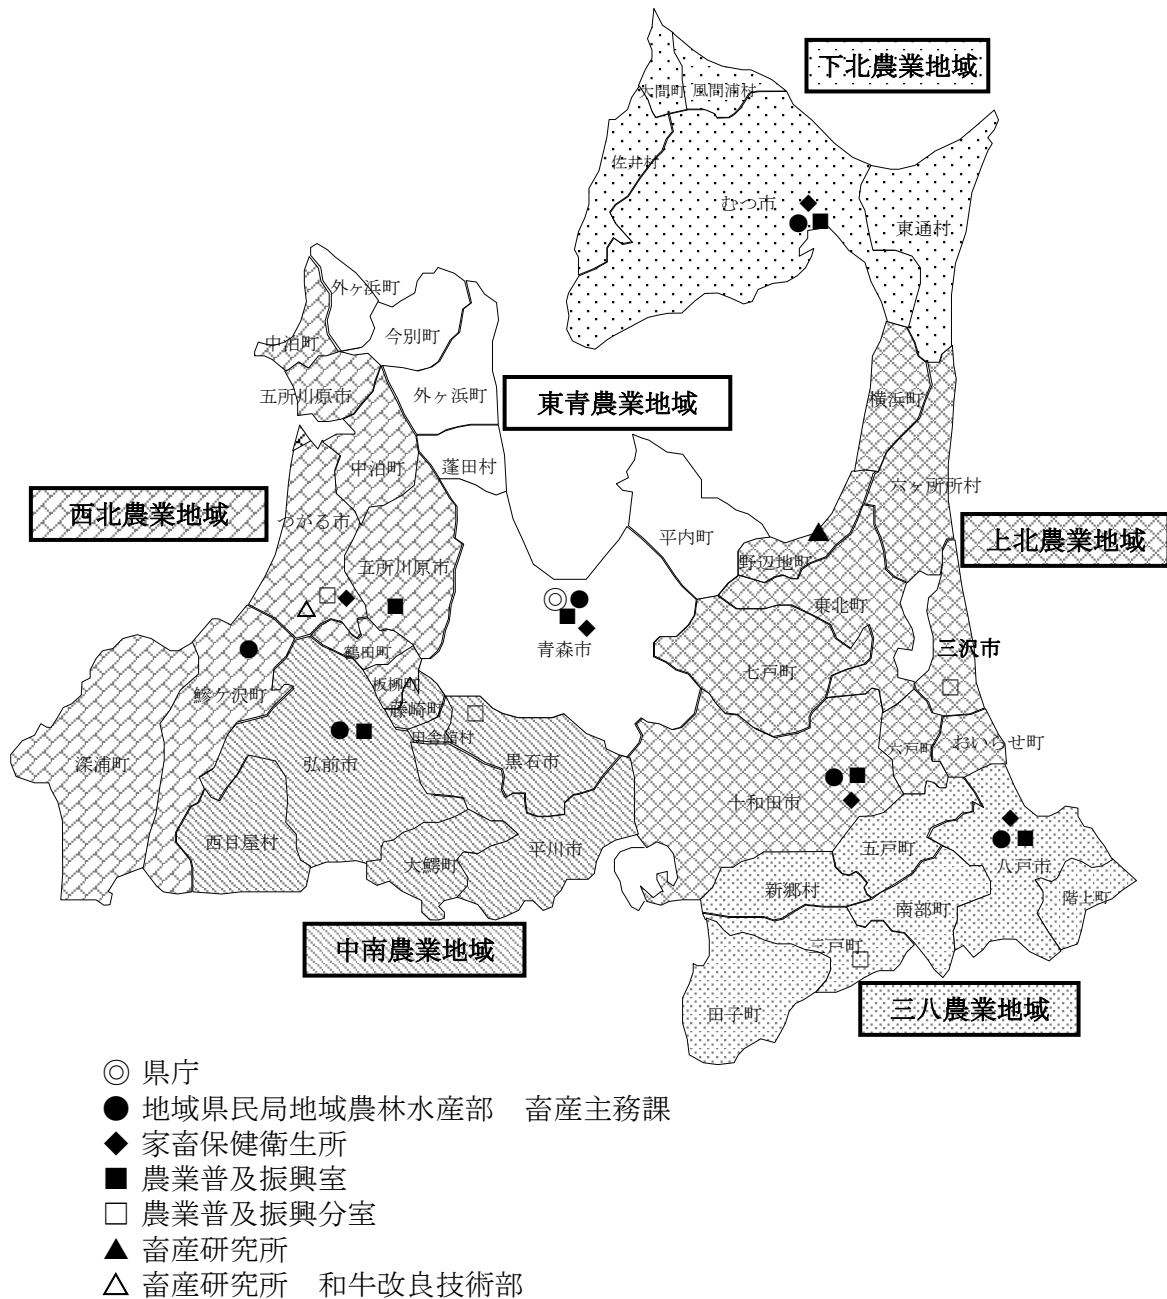 下北農業地域
大間町
風間浦村
佐井村
むつ市
東通村
外ヶ浜町
今別町
中泊町
五所川原市
外ヶ浜町
東青農業地域
横浜町
中泊町
蓬田村
六ヶ所所村
西北農業地域
つがる市
平内町
上北農業地域
野辺地町
五所川原市
東北町
青森市
三沢市
鶴田町
七戸町
板柳町
鰺ケ沢町
藤崎町
田舎館村
おいらせ町
六戸町
深浦町
弘前市
黒石市
十和田市
西目屋村
大鰐町
平川市
五戸町
八戸市
新郷村
南部町
階上町
中南農業地域
三戸町
三八農業地域
田子町
◎ 県庁
● 地域県民局地域農林水産部　畜産主務課
◆ 家畜保健衛生所
■ 農業普及振興室
□ 農業普及振興分室
▲ 畜産研究所
△ 畜産研究所　和牛改良技術部